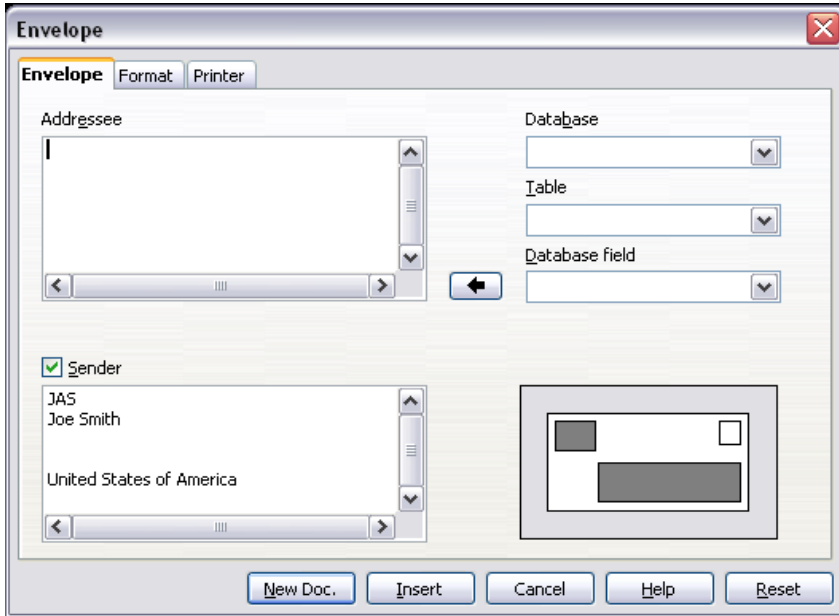 Envelope
Envelope Format Printer
Addressee
Database
Table
Database field
Sender
JAS
Joe Smith
United States of America
New Doc. Insert Cancel Help Reset